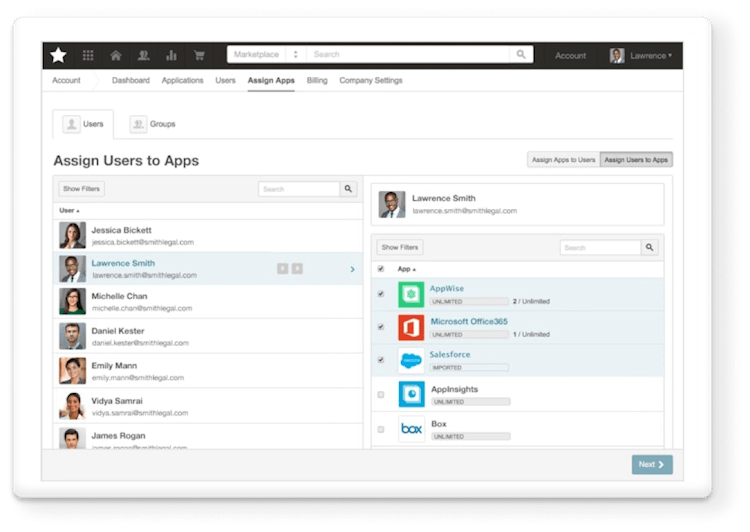 Marketplace Search Account Lawrence
Account Dashboard Applications Users Assign Apps Billing Company Settings
Users Groups
Assign Users to Apps
Assign Apps to Users Assign Users to Apps
Show Filters Search
User
Jessica Bickett
jessica.bickett@smithlegal.com
Lawrence Smith
lawrence.smith@smithlegal.com
Michelle Chan
michelle.chan@smithlegal.com
Daniel Kester
daniel.kester@smithlegal.com
Emily Mann
emily.mann@smithlegal.com
Vidya Samrai
vidya.samrai@smithlegal.com
James Rogan
Lawrence Smith
lawrence.smith@smithlegal.com
Show Filters Search
App
AppWise
UNLIMITED 2 / Unlimited
Microsoft Office365
UNLIMITED 1 / Unlimited
Salesforce
IMPORTED
AppInsights
UNLIMITED
box Box
UNLIMITED
Next